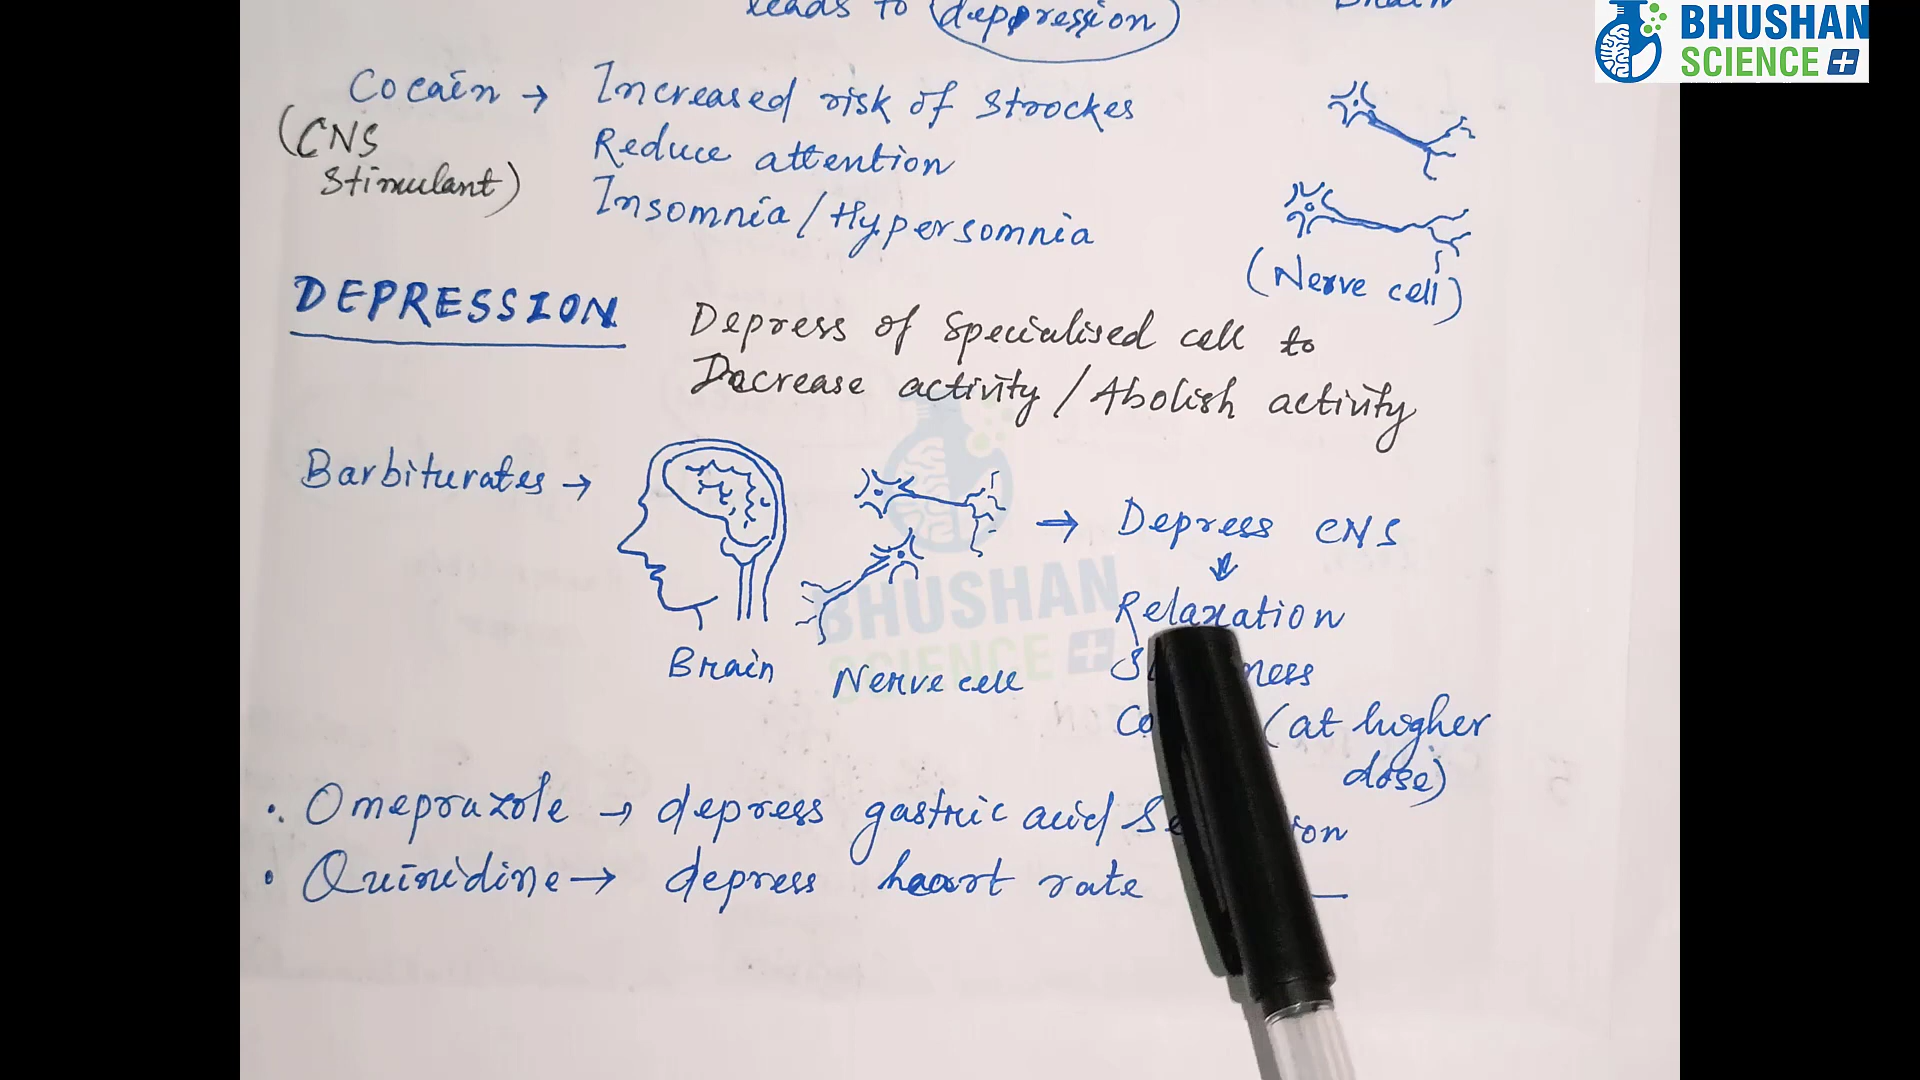 leads to depression
BHUSHAN
SCIENCE +
Cocain → Increased risk of Strockes
(CNS
Stimulant)
Reduce attention
Insomnia / Hypersomnia
(Nerve cell)
DEPRESSION
Depress of Specialised cell to
Decrease activity / Abolish activity
Barbiturates →
→ Depress CNS
Relaxation
(at higher
dose)
Brain
Nerve cell
BHUSHAN
SCIENCE +
• Omeprazole → depress gastric acid
• Quinidine → depress heart rate